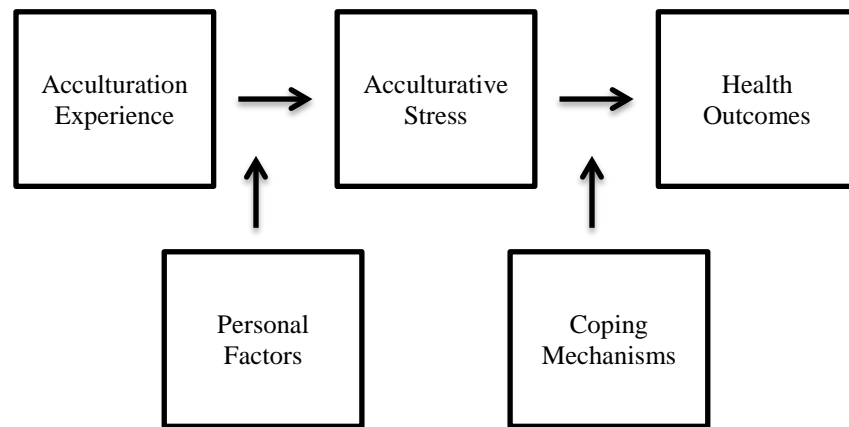 Acculturation
Experience
Acculturative
Stress
Health
Outcomes
Personal
Factors
Coping
Mechanisms